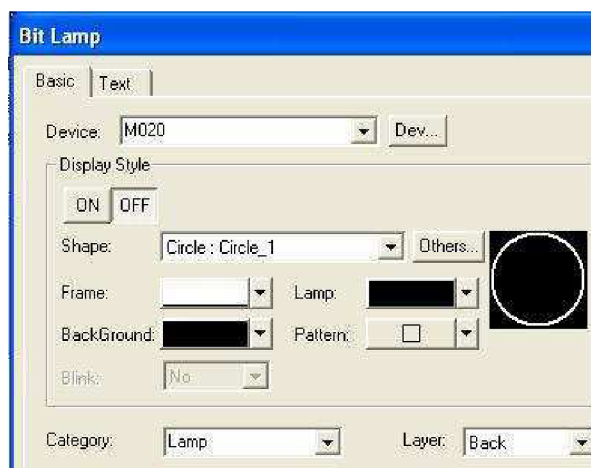 Bit Lamp
Basic Text
Device: M020 Dev...
Display Style
ON OFF
Shape: Circle : Circle_1 Others...
Frame: Lamp:
BackGround: Pattern:
Blink: No
Category: Lamp Layer: Back